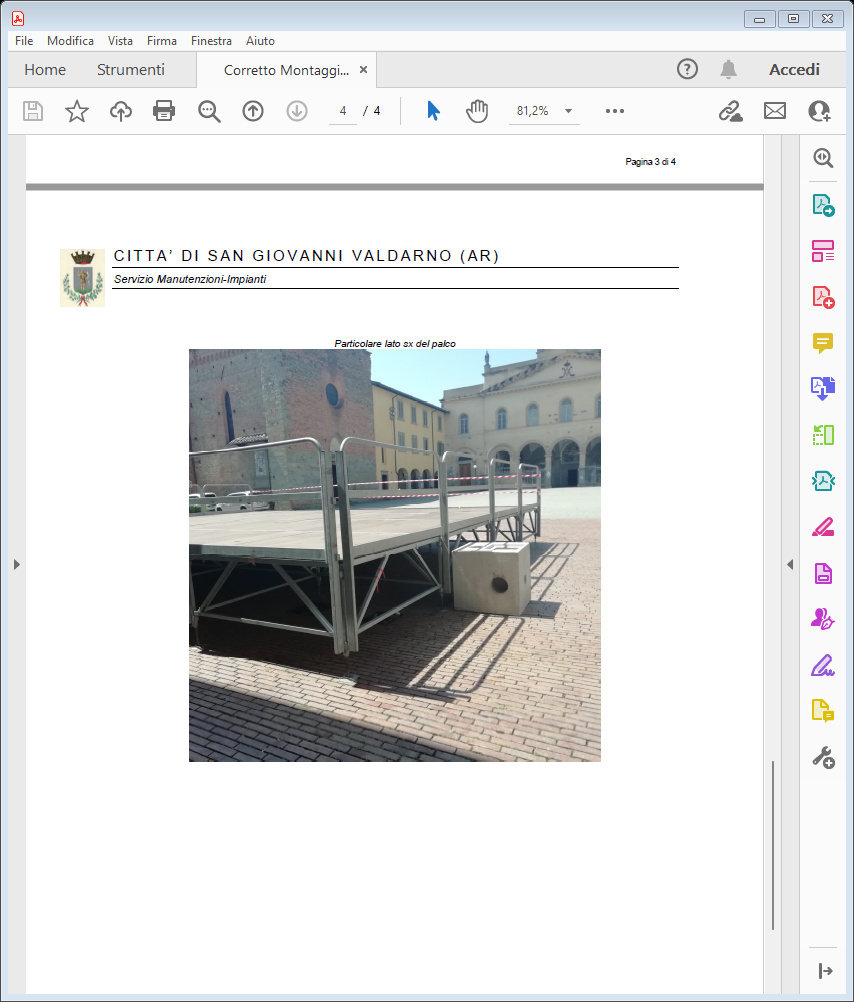 File Modifica Vista Firma Finestra Aiuto
Home Strumenti Corretto Montaggi... × Accedi
4 / 4 81,2%
Pagina 3 di 4
CITTA' DI SAN GIOVANNI VALDARNO (AR)
Servizio Manutenzioni-Impianti
Particolare lato sx del palco